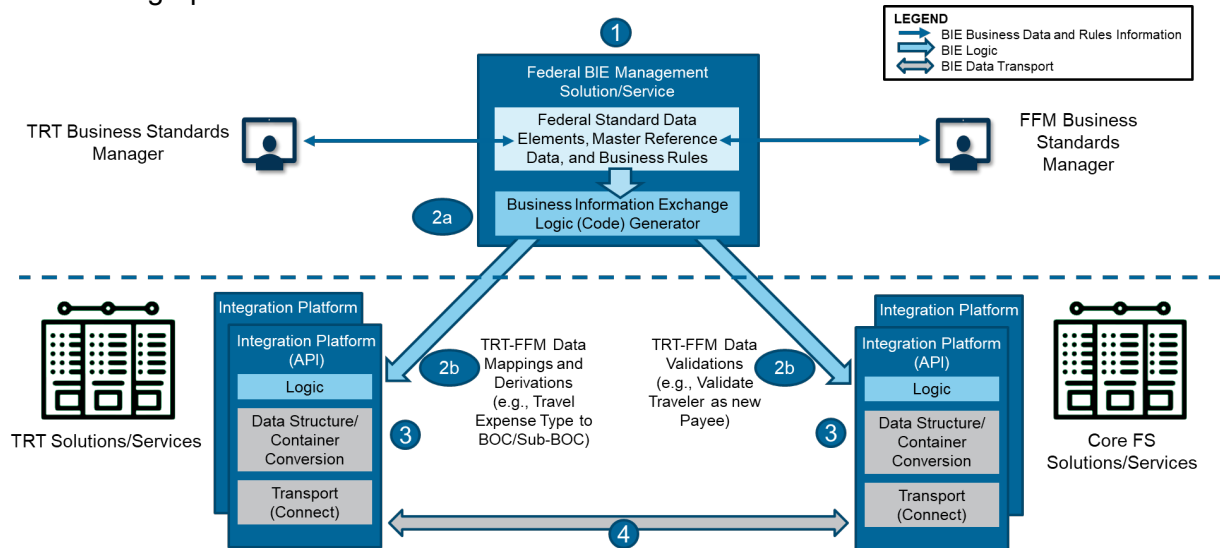 LEGEND
BIE Business Data and Rules Information
BIE Logic
BIE Data Transport
1
Federal BIE Management
Solution/Service
Federal Standard Data
Elements, Master Reference
Data, and Business Rules
TRT Business Standards
Manager
FFM Business
Standards
Manager
2a
Business Information Exchange
Logic (Code) Generator
TRT Solutions/Services
Integration Platform
Integration Platform
(API)
Logic
Data Structure/
Container
Conversion
Transport
(Connect)
2b
TRT-FFM Data
Mappings and
Derivations
(e.g., Travel
Expense Type to
BOC/Sub-BOC)
3
TRT-FFM Data
Validations
(e.g., Validate
Traveler as new
Payee)
2b
3
Integration Platform
Integration Platform
(API)
Logic
Data Structure/
Container
Conversion
Transport
(Connect)
Core FS
Solutions/Services
4